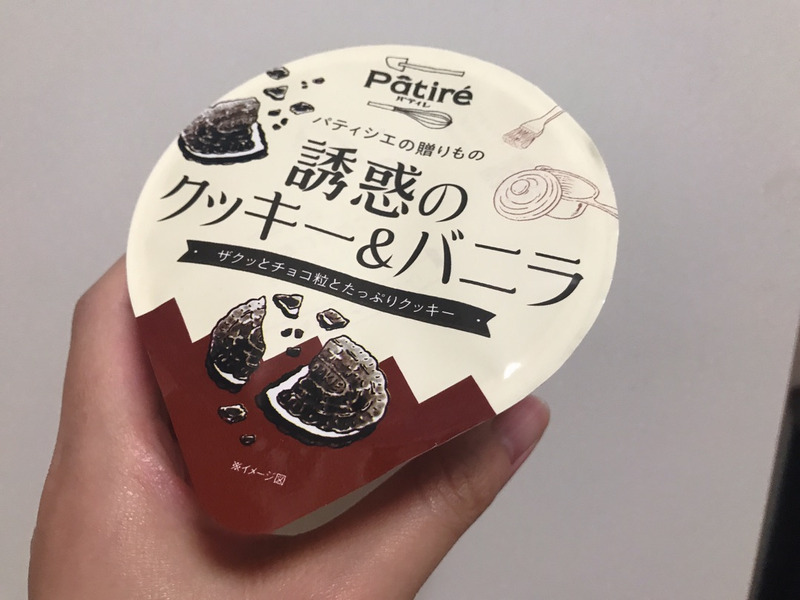 Pâtiré
パティレ
パティシエの贈りもの
誘惑の
クッキー&バニラ
ザクッとチョコ粒とたっぷりクッキー
※イメージ図